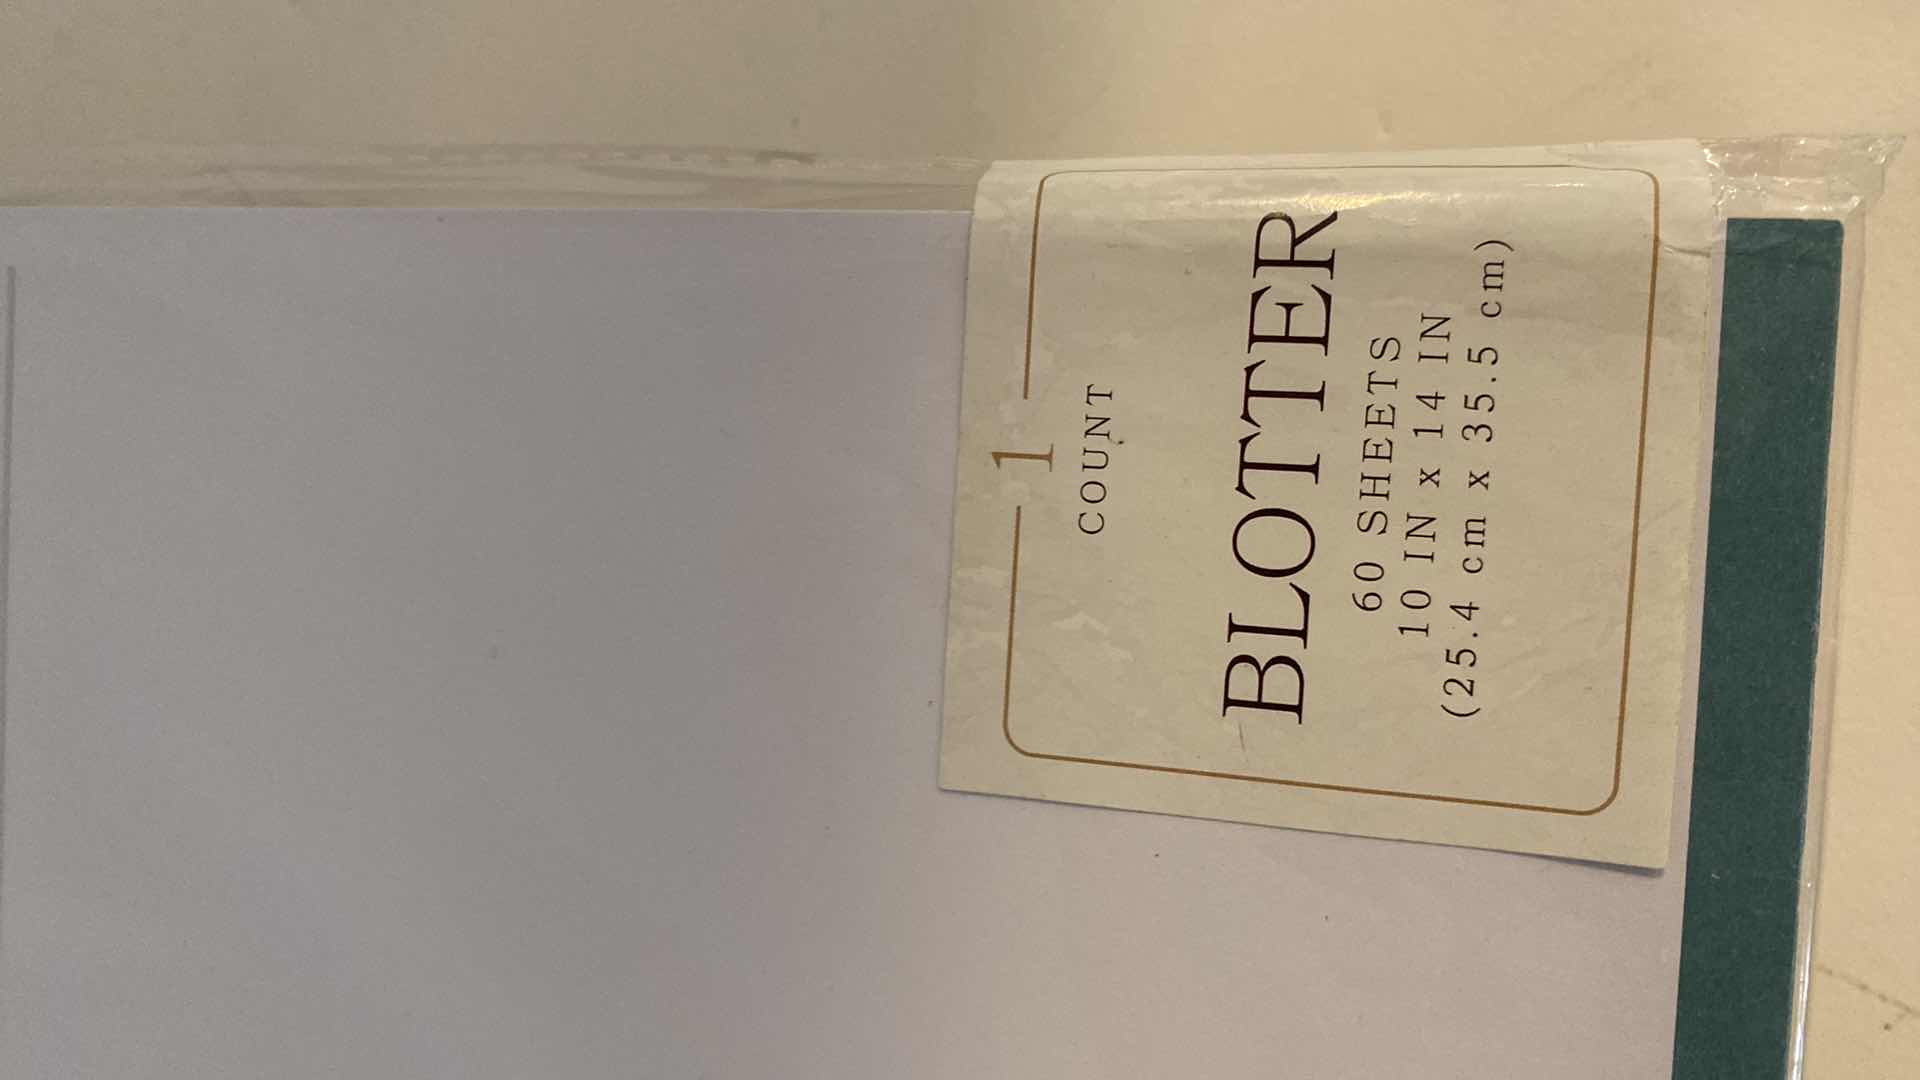 1
COUNT
BLOTTER
60 SHEETS
10 IN x 14 IN
(25.4 cm x 35.5 cm)